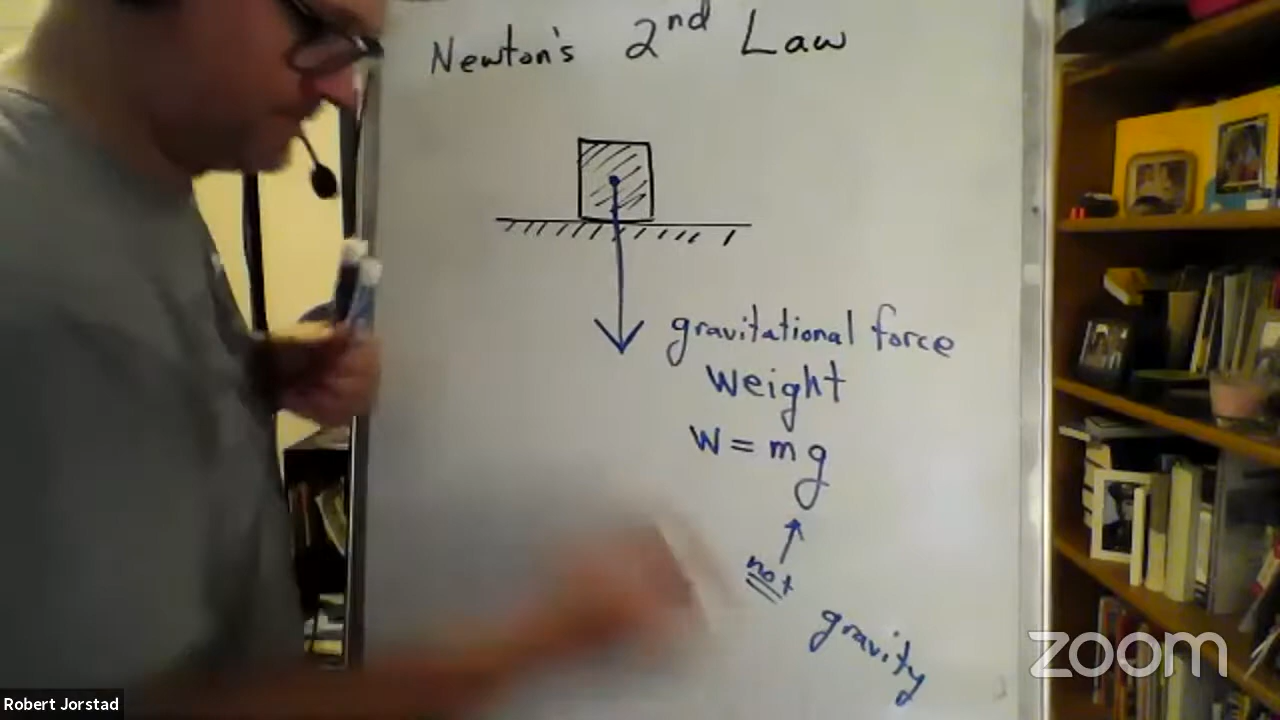 Newton's 2nd Law
gravitational force
weight
W = mg
not gravity
zoom
Robert Jorstad